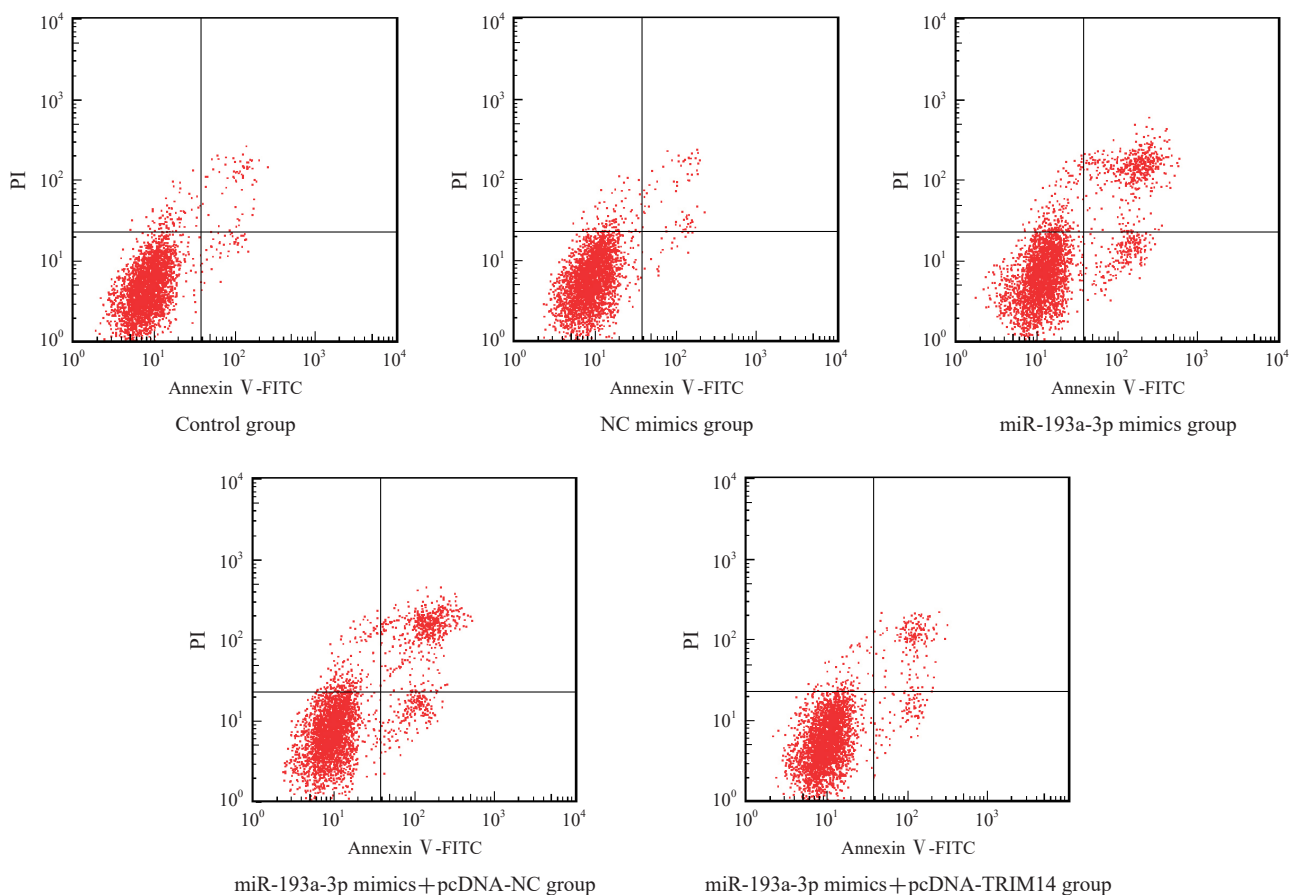 10⁴
10³
10²
10¹
10⁰
PI
10⁰ 10¹ 10² 10³ 10⁴
Annexin Ⅴ-FITC
Control group
10⁴
10³
10²
10¹
10⁰
PI
10⁰ 10¹ 10² 10³ 10⁴
Annexin Ⅴ-FITC
NC mimics group
10⁴
10³
10²
10¹
10⁰
PI
10⁰ 10¹ 10² 10³ 10⁴
Annexin Ⅴ-FITC
miR-193a-3p mimics group
10⁴
10³
10²
10¹
10⁰
PI
10⁰ 10¹ 10² 10³ 10⁴
Annexin Ⅴ-FITC
miR-193a-3p mimics+pcDNA-NC group
10⁴
10³
10²
10¹
10⁰
PI
10⁰ 10¹ 10² 10³
Annexin Ⅴ-FITC
miR-193a-3p mimics+pcDNA-TRIM14 group